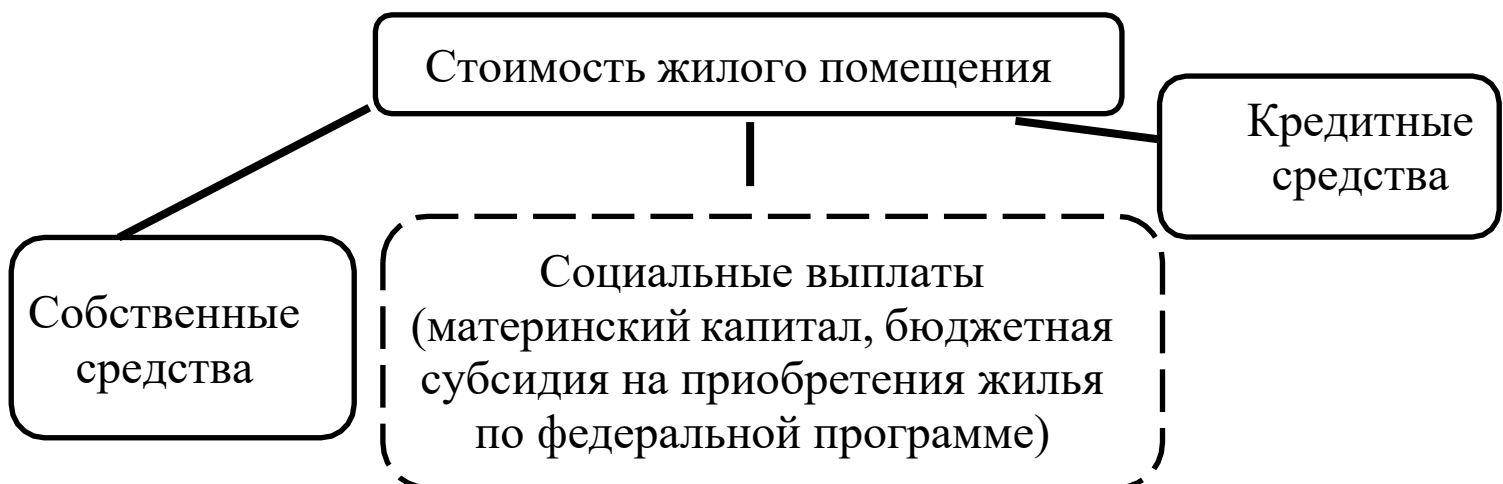 Стоимость жилого помещения
Кредитные
средства
Собственные
средства
Социальные выплаты
(материнский капитал, бюджетная
субсидия на приобретения жилья
по федеральной программе)